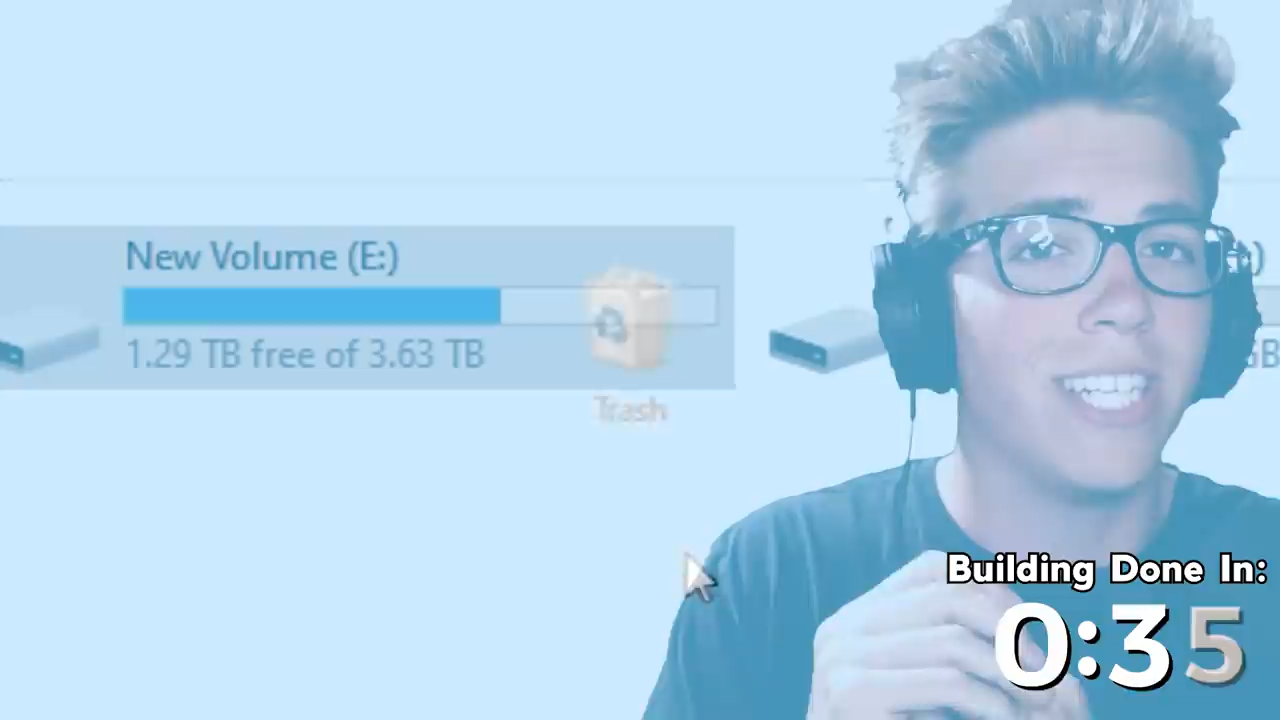 New Volume (E:)
1.29 TB free of 3.63 TB
Trash
Building Done In:
0:35